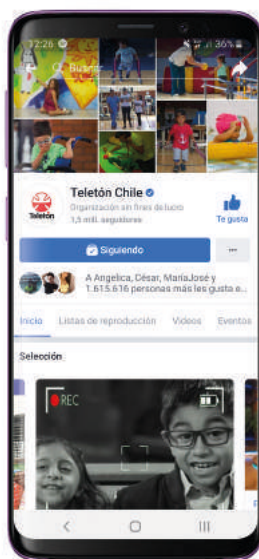 12:26
36%
Buscar
Teletón Chile
Organización sin fines de lucro
1,5 mill. seguidores
Teletón
Te gusta
Siguiendo
A Angelica, César, MaríaJosé y
1.615.616 personas más les gusta e...
Inicio Listas de reproducción Videos Eventos
Selección
REC